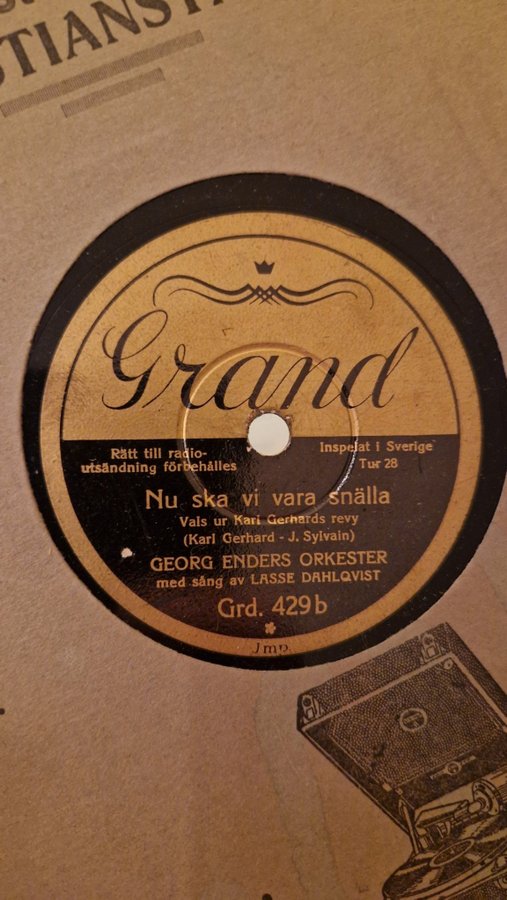 TIANST
Grand
Rätt till radio-
utsändning förbehålles
Inspelat i Sverige
Tur 28
Nu ska vi vara snälla
Vals ur Karl Gerhards revy
(Karl Gerhard - J. Sylvain)
GEORG ENDERS ORKESTER
med sång av LASSE DAHLQVIST
Grd. 429 b
Jmp.